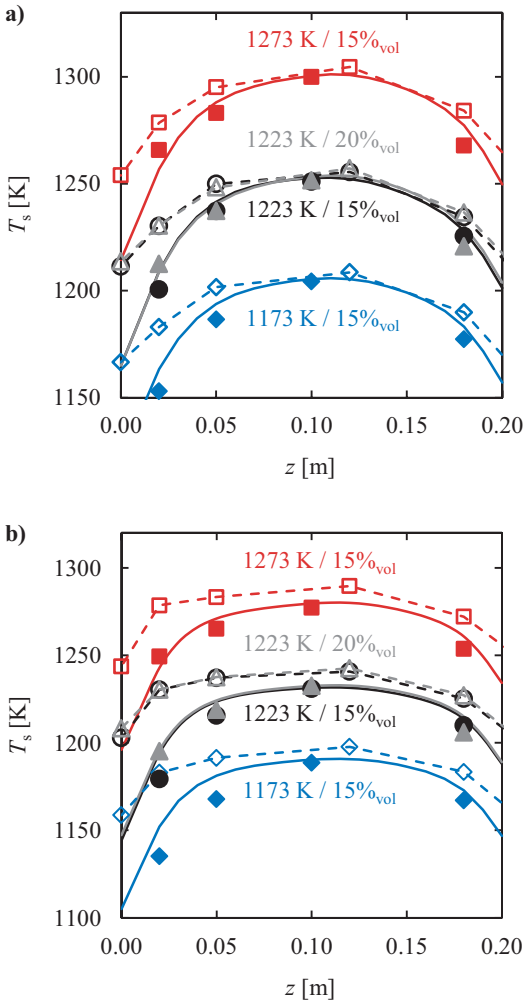 a)
1273 K / 15%vol
1300
1223 K / 20%vol
1250
Ts [K]
1223 K / 15%vol
1200
1173 K / 15%vol
1150
0.00 0.05 0.10 0.15 0.20
z [m]
b)
1273 K / 15%vol
1300
1250
1223 K / 20%vol
Ts [K]
1223 K / 15%vol
1200
1173 K / 15%vol
1150
1100
0.00 0.05 0.10 0.15 0.20
z [m]